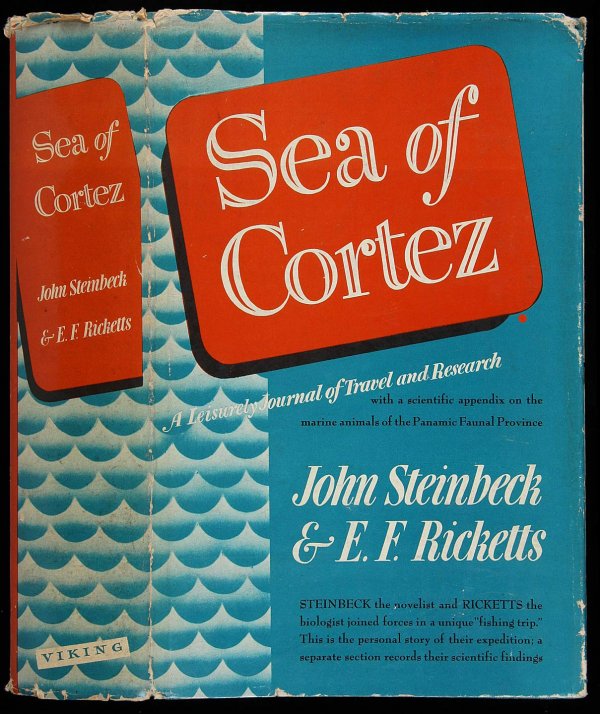 Sea of
Cortez
John Steinbeck
& E. F. Ricketts
VIKING
Sea of
Cortez
A Leisurely Journal of Travel and Research
with a scientific appendix on the
marine animals of the Panamic Faunal Province
John Steinbeck
& E. F. Ricketts
STEINBECK the novelist and RICKETTS the
biologist joined forces in a unique "fishing trip."
This is the personal story of their expedition; a
separate section records their scientific findings